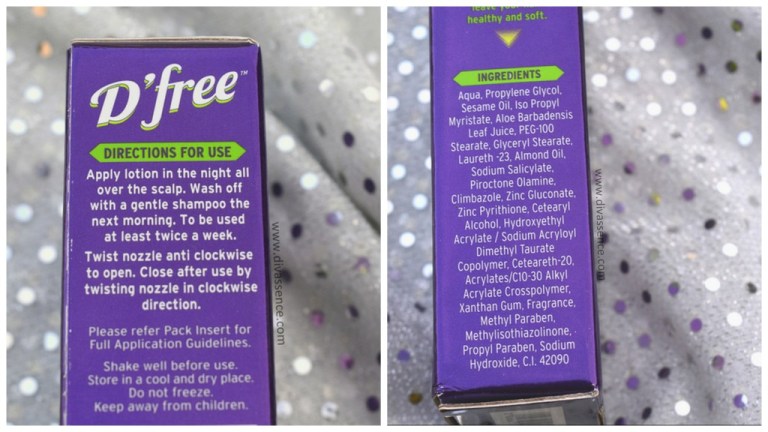 D'free™
DIRECTIONS FOR USE
Apply lotion in the night all
over the scalp. Wash off
with a gentle shampoo the
next morning. To be used
at least twice a week.
Twist nozzle anti clockwise
to open. Close after use by
twisting nozzle in clockwise
direction.
Please refer Pack Insert for
Full Application Guidelines.
Shake well before use.
Store in a cool and dry place.
Do not freeze.
Keep away from children.
www.divassence.com
healthy and soft.
INGREDIENTS
Aqua, Propylene Glycol,
Sesame Oil, Iso Propyl
Myristate, Aloe Barbadensis
Leaf Juice, PEG-100
Stearate, Glyceryl Stearate,
Laureth -23, Almond Oil,
Sodium Salicylate,
Piroctone Olamine,
Climbazole, Zinc Gluconate,
Zinc Pyrithione, Cetearyl
Alcohol, Hydroxyethyl
Acrylate / Sodium Acryloyl
Dimethyl Taurate
Copolymer, Ceteareth-20,
Acrylates/C10-30 Alkyl
Acrylate Crosspolymer,
Xanthan Gum, Fragrance,
Methyl Paraben,
Methylisothiazolinone,
Propyl Paraben, Sodium
Hydroxide, C.I. 42090
www.divassence.com